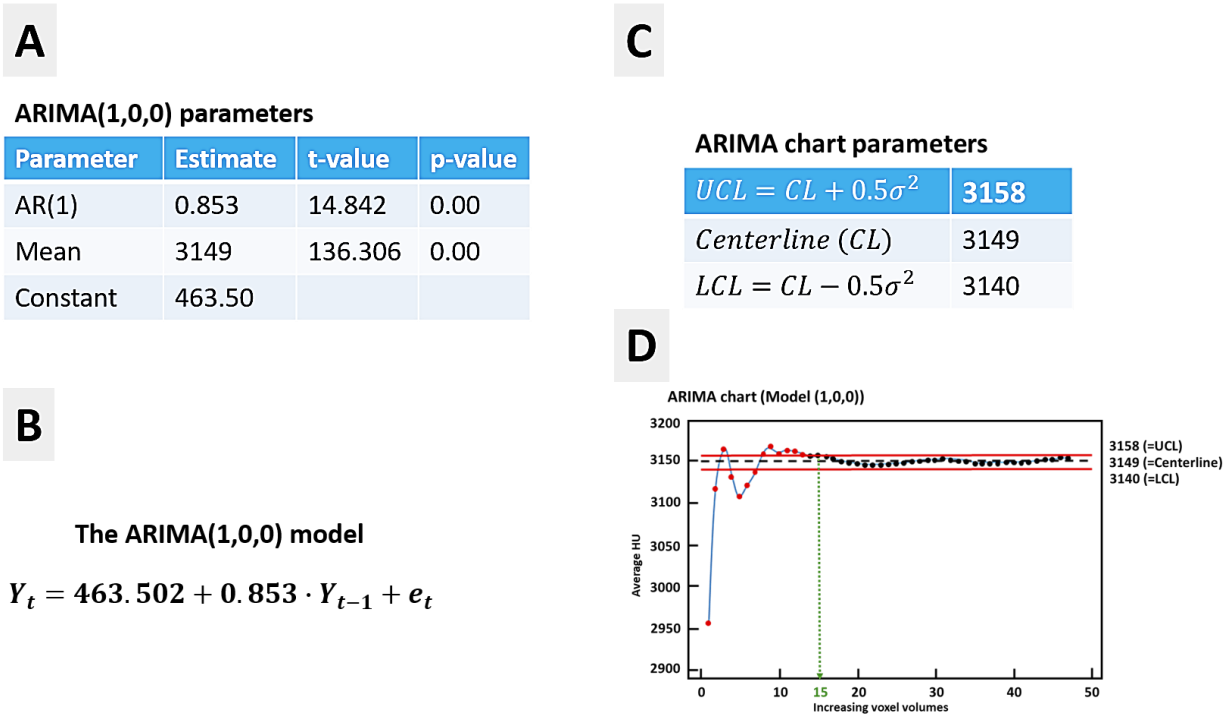 A
ARIMA(1,0,0) parameters
Parameter Estimate t-value p-value
AR(1) 0.853 14.842 0.00
Mean 3149 136.306 0.00
Constant 463.50
B
The ARIMA(1,0,0) model
Yₜ = 463.502 + 0.853 · Yₜ₋₁ + eₜ
C
ARIMA chart parameters
UCL = CL + 0.5σ² 3158
Centerline (CL) 3149
LCL = CL − 0.5σ² 3140
D
ARIMA chart (Model (1,0,0))
3200
3150
3100
3050
3000
2950
2900
Average HU
3158 (=UCL)
3149 (=Centerline)
3140 (=LCL)
0 10 15 20 30 40 50
Increasing voxel volumes